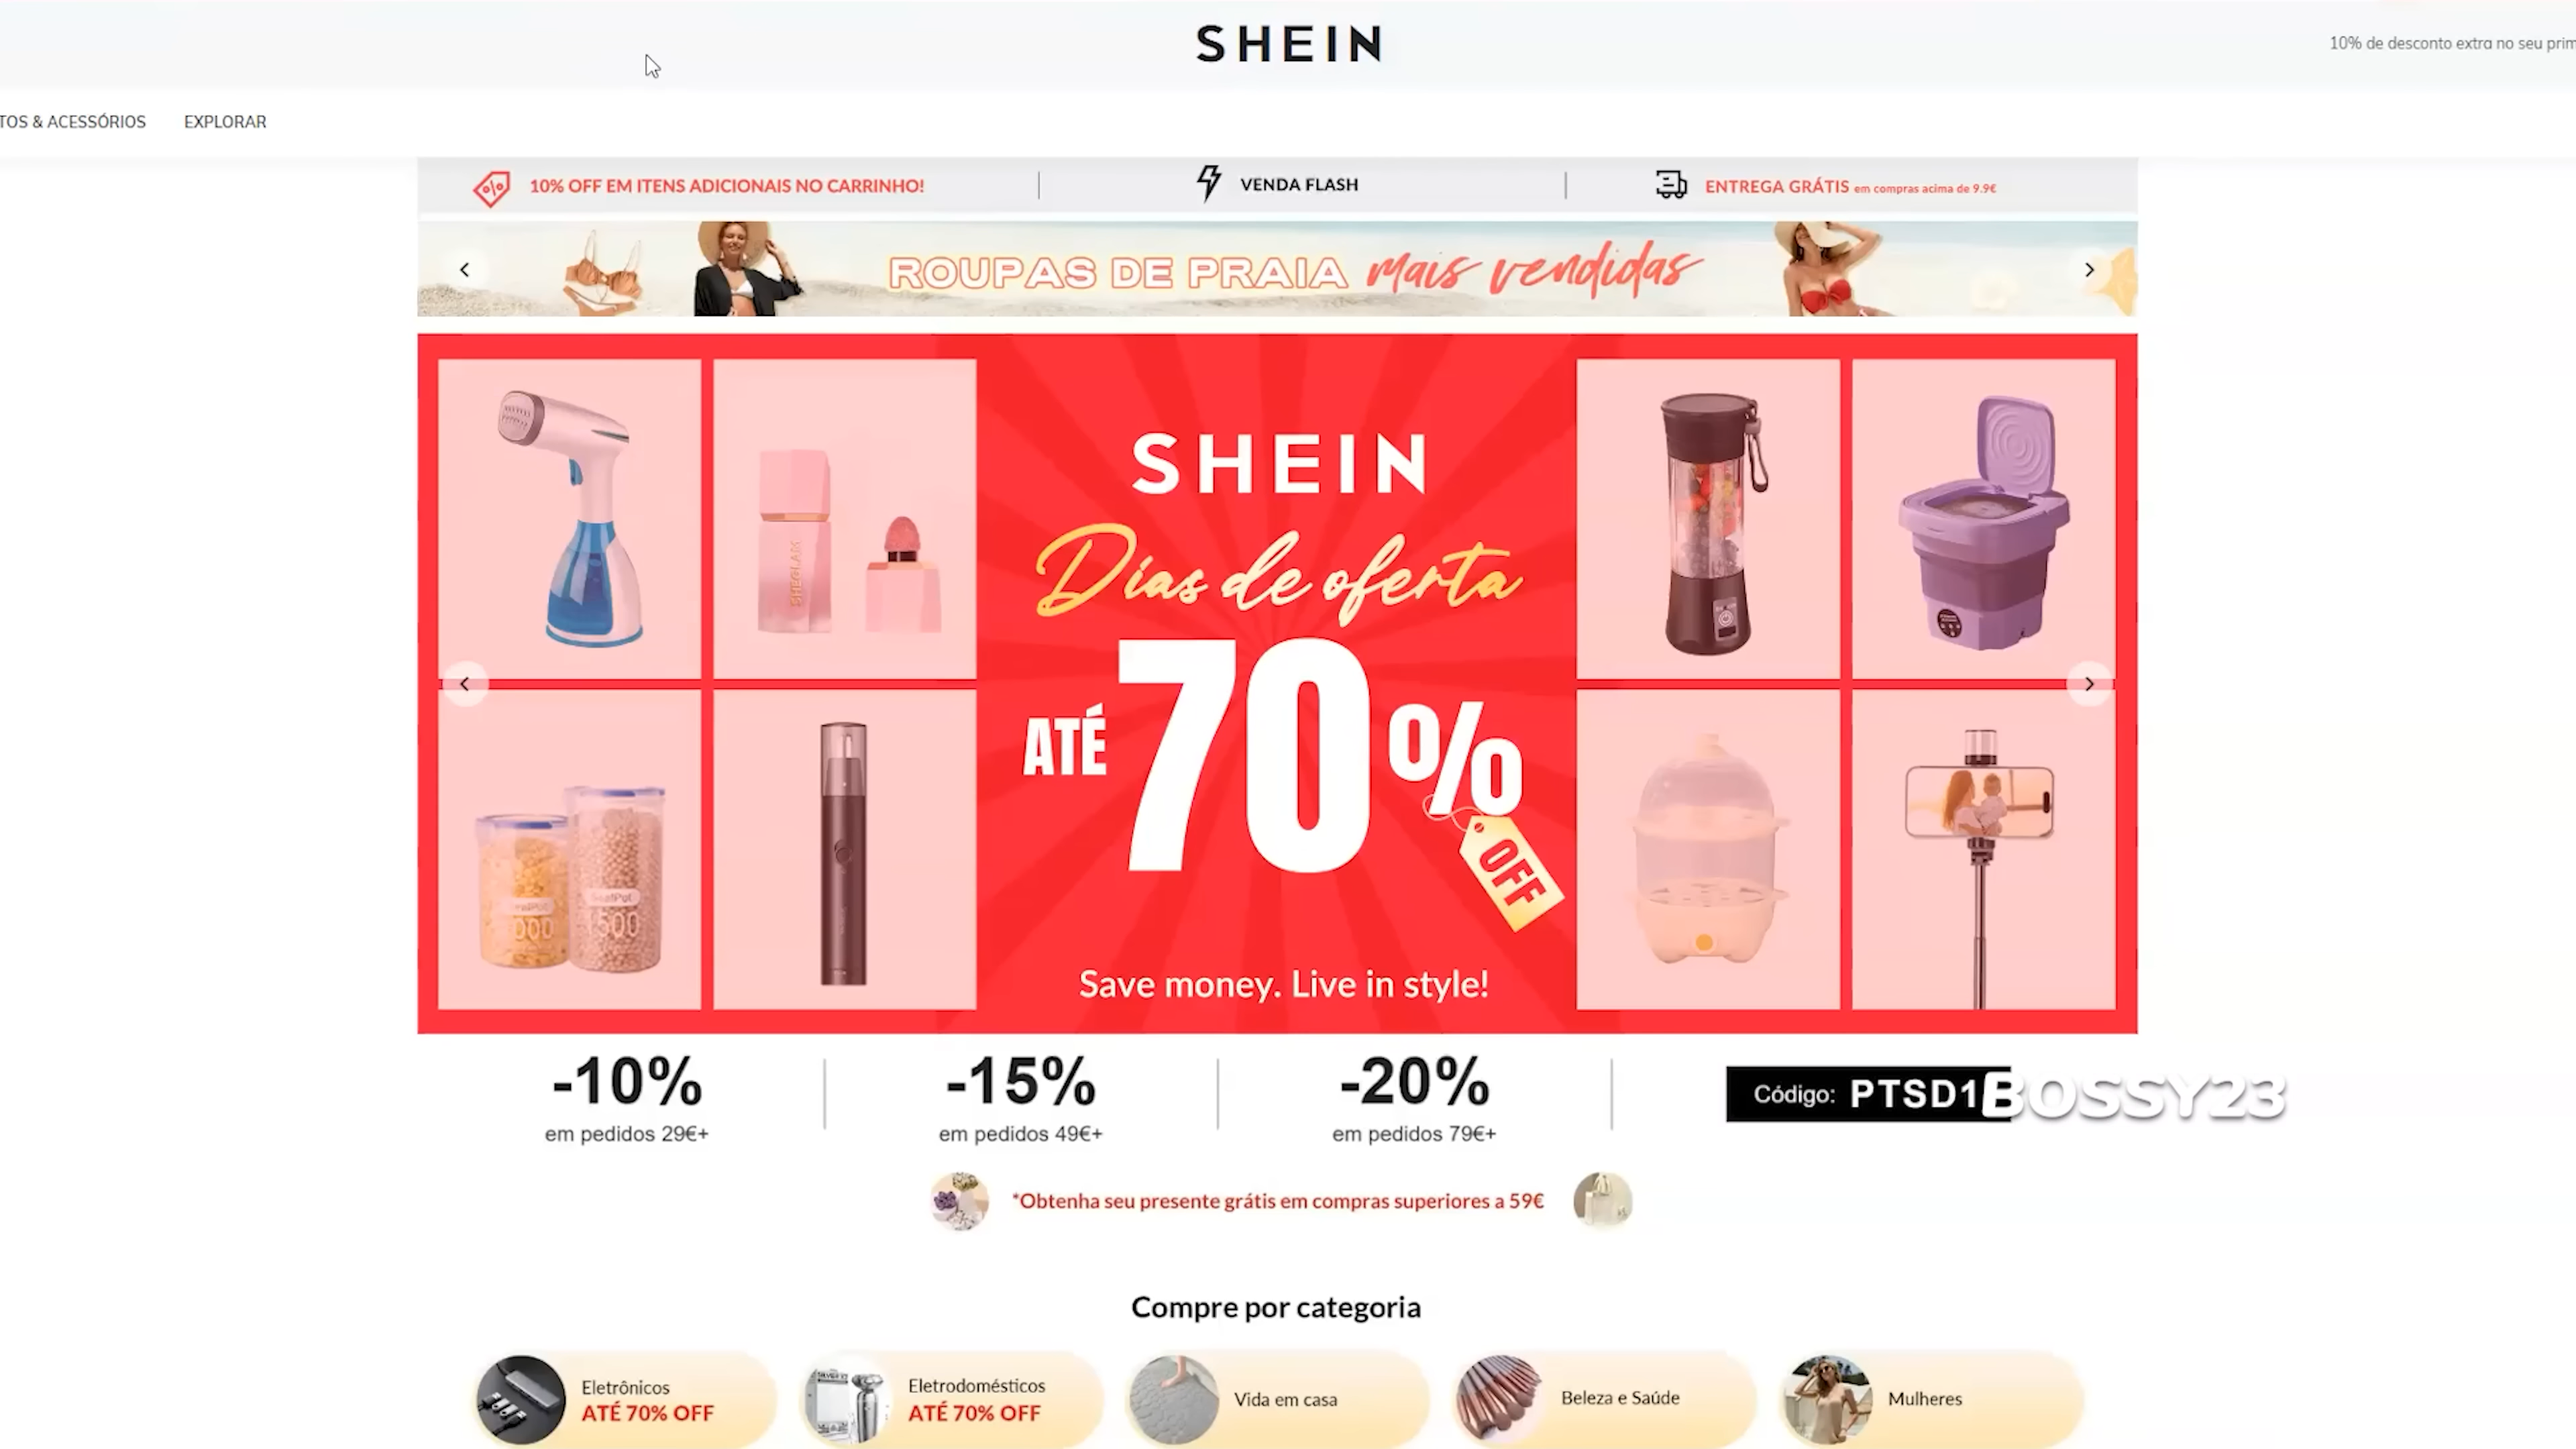 SHEIN
10% de desconto extra no seu
TOS & ACESSÓRIOS
EXPLORAR
10% OFF EM ITENS ADICIONAIS NO CARRINHO!
VENDA FLASH
ENTREGA GRÁTIS em compras acima de 9.9€
ROUPAS DE PRAIA mais vendidas
SHEIN
Dias de oferta
ATÉ 70%
OFF
Save money. Live in style!
SHEGLAM
-10%
em pedidos 29€+
-15%
em pedidos 49€+
-20%
em pedidos 79€+
Código: PTSD1
BOSSY23
*Obtenha seu presente grátis em compras superiores a 59€
Compre por categoria
Eletrônicos
ATÉ 70% OFF
Eletrodomésticos
ATÉ 70% OFF
Vida em casa
Beleza e Saúde
Mulheres